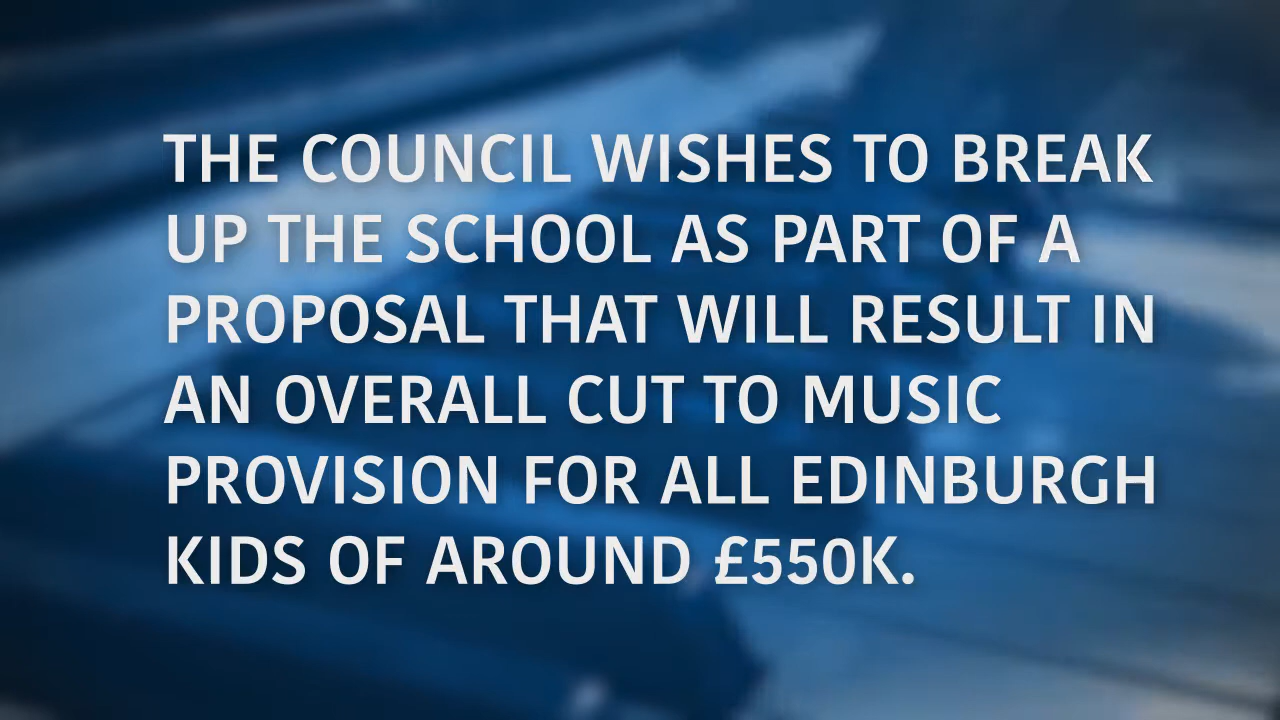 THE COUNCIL WISHES TO BREAK
UP THE SCHOOL AS PART OF A
PROPOSAL THAT WILL RESULT IN
AN OVERALL CUT TO MUSIC
PROVISION FOR ALL EDINBURGH
KIDS OF AROUND £550K.